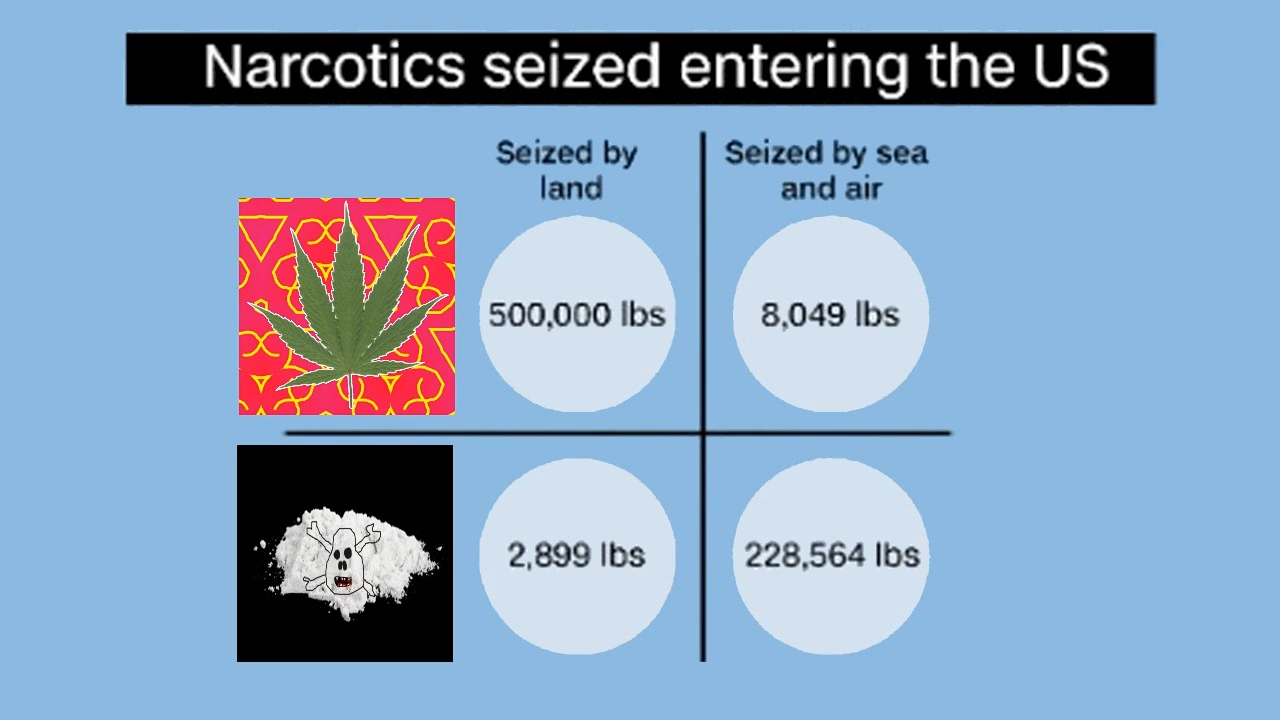 Narcotics seized entering the US
Seized by
land
Seized by sea
and air
500,000 lbs
8,049 lbs
2,899 lbs
228,564 lbs